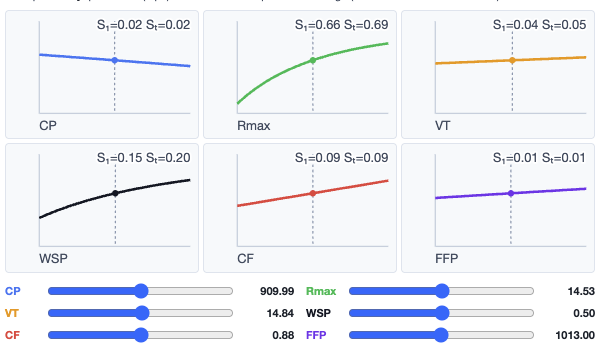 S₁=0.02 Sₜ=0.02
S₁=0.66 Sₜ=0.69
S₁=0.04 Sₜ=0.05
CP
Rmax
VT
S₁=0.15 Sₜ=0.20
S₁=0.09 Sₜ=0.09
S₁=0.01 Sₜ=0.01
WSP
CF
FFP
CP 909.99 Rmax 14.53
VT 14.84 WSP 0.50
CF 0.88 FFP 1013.00